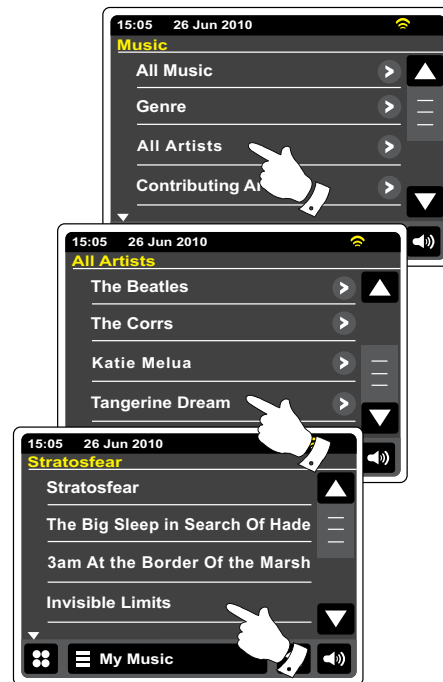 15:05 26 Jun 2010
Music
All Music
Genre
All Artists
Contributing Ar
15:05 26 Jun 2010
All Artists
The Beatles
The Corrs
Katie Melua
Tangerine Dream
15:05 26 Jun 2010
Stratosfear
Stratosfear
The Big Sleep in Search Of Hade
3am At the Border Of the Marsh
Invisible Limits
My Music